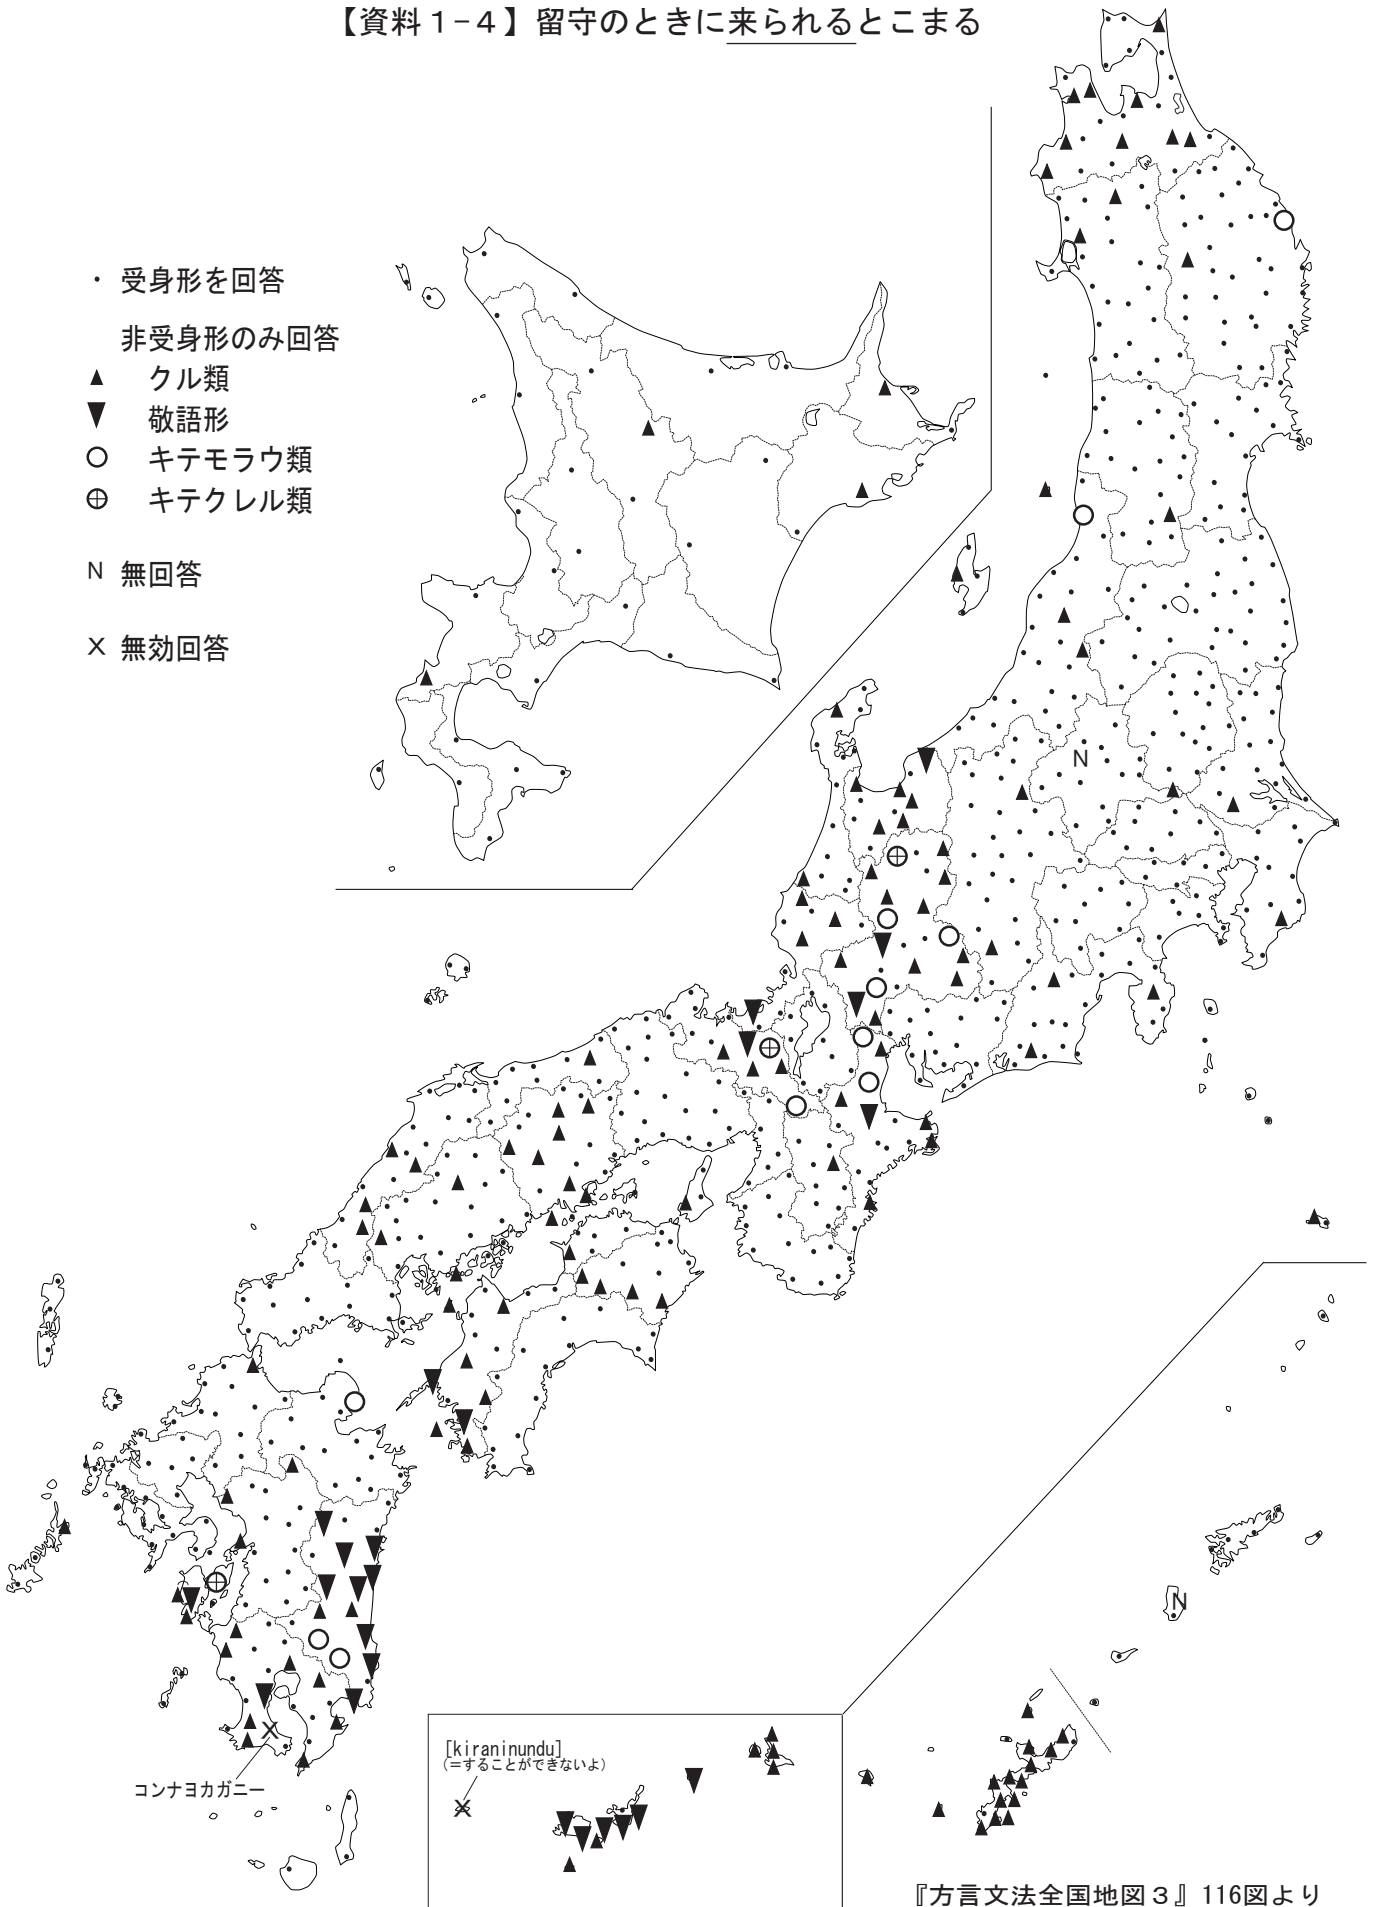 【資料1-4】留守のときに来られるとこまる
・ 受身形を回答
非受身形のみ回答
▲ クル類
▼ 敬語形
○ キテモラウ類
⊕ キテクレル類
N 無回答
X 無効回答
N
N
X
コンナヨカガニー
[kiraninundu]
(＝することができないよ)
X
『方言文法全国地図3』116図より